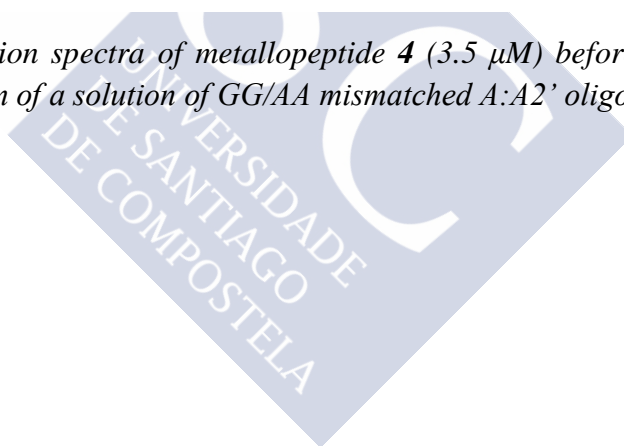 ion spectra of metallopeptide 4 (3.5 μM) befor
of a solution of GG/AA mismatched A:A2’ oligo
UNIVERSIDADE
DE SANTIAGO
DE COMPOSTELA